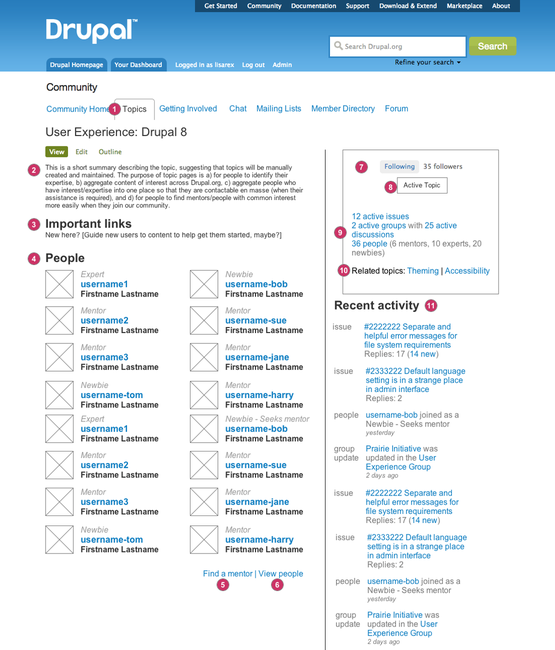 Get Started Community Documentation Support Download & Extend Marketplace About
Drupal™
Search Drupal.org Search
Refine your search
Drupal Homepage Your Dashboard Logged in as lisarex Log out Admin
Community
Community Home 1 Topics Getting Involved Chat Mailing Lists Member Directory Forum
User Experience: Drupal 8
View Edit Outline
2 This is a short summary describing the topic, suggesting that topics will be manually
created and maintained. The purpose of topic pages is a) for people to identify their
expertise, b) aggregate content of interest across Drupal.org, c) aggregate people who
have interest/expertise into one place so that they are contactable en masse (when their
assistance is required), and d) for people to find mentors/people with common interest
more easily when they join our community.
3 Important links
New here? [Guide new users to content to help get them started, maybe?]
4 People
Expert
username1
Firstname Lastname
Newbie
username-bob
Firstname Lastname
Mentor
username2
Firstname Lastname
Mentor
username-sue
Firstname Lastname
Mentor
username3
Firstname Lastname
Mentor
username-jane
Firstname Lastname
Newbie
username-tom
Firstname Lastname
Mentor
username-harry
Firstname Lastname
Expert
username1
Firstname Lastname
Newbie - Seeks mentor
username-bob
Firstname Lastname
Mentor
username2
Firstname Lastname
Mentor
username-sue
Firstname Lastname
Mentor
username3
Firstname Lastname
Mentor
username-jane
Firstname Lastname
Newbie
username-tom
Firstname Lastname
Mentor
username-harry
Firstname Lastname
Find a mentor | View people
5 6
7 Following 35 followers
8 Active Topic
12 active issues
2 active groups with 25 active
9 discussions
36 people (6 mentors, 10 experts, 20
newbies)
10 Related topics: Theming | Accessibility
Recent activity 11
issue #2222222 Separate and
helpful error messages for
file system requirements
Replies: 17 (14 new)
issue #2333222 Default language
setting is in a strange place
in admin interface
Replies: 2
people username-bob joined as a
Newbie - Seeks mentor
yesterday
group Prairie Initiative was
update updated in the User
Experience Group
2 days ago
issue #2222222 Separate and
helpful error messages for
file system requirements
Replies: 17 (14 new)
issue #2333222 Default language
setting is in a strange place
in admin interface
Replies: 2
people username-bob joined as a
Newbie - Seeks mentor
yesterday
group Prairie Initiative was
update updated in the User
Experience Group
2 days ago